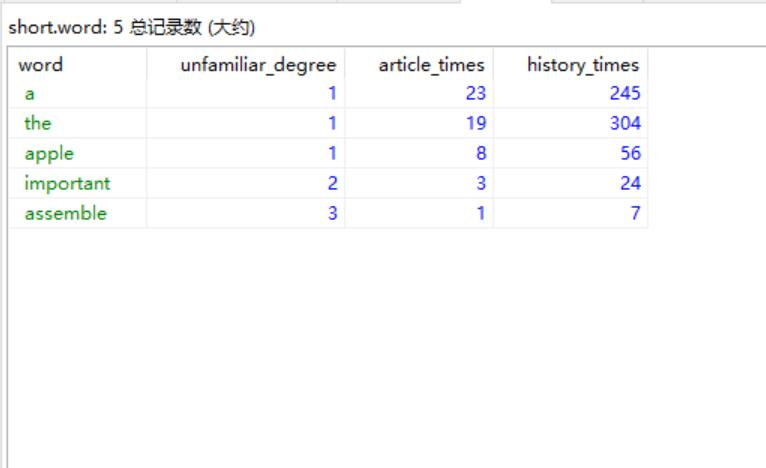 short.word: 5 总记录数 (大约)
word unfamiliar_degree article_times history_times
a 1 23 245
the 1 19 304
apple 1 8 56
important 2 3 24
assemble 3 1 7